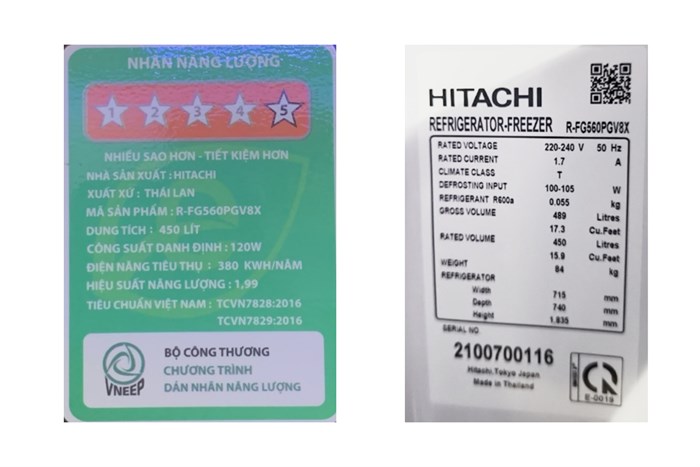 NHÃN NĂNG LƯỢNG
1 2 3 4 5
NHIỀU SAO HƠN - TIẾT KIỆM HƠN
NHÀ SẢN XUẤT : HITACHI
XUẤT XỨ : THÁI LAN
MÃ SẢN PHẨM : R-FG560PGV8X
DUNG TÍCH : 450 LÍT
CÔNG SUẤT DANH ĐỊNH : 120W
ĐIỆN NĂNG TIÊU THỤ : 380 KWH/NĂM
HIỆU SUẤT NĂNG LƯỢNG : 1,99
TIÊU CHUẨN VIỆT NAM : TCVN7828:2016
TCVN7829:2016
VNEEP
BỘ CÔNG THƯƠNG
CHƯƠNG TRÌNH
DÁN NHÃN NĂNG LƯỢNG
HITACHI
REFRIGERATOR-FREEZER R-FG560PGV8X
RATED VOLTAGE 220-240 V 50 Hz
RATED CURRENT 1.7 A
CLIMATE CLASS T
DEFROSTING INPUT 100-105 W
REFRIGERANT R600a 0.055 kg
GROSS VOLUME 489 Litres
17.3 Cu.Feet
RATED VOLUME 450 Litres
15.9 Cu.Feet
WEIGHT 84 kg
REFRIGERATOR
Width 715 mm
Depth 740 mm
Height 1,835 mm
SERIAL NO.
2100700116
Hitachi,Tokyo Japan
Made in Thailand
E-0019